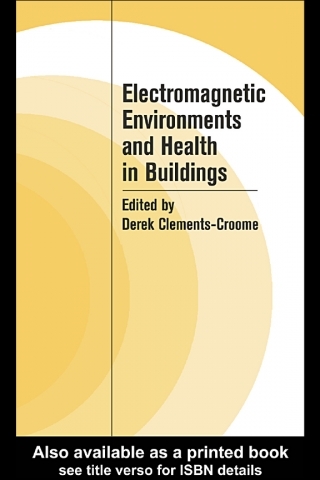 Electromagnetic
Environments
and Health
in Buildings
Edited by
Derek Clements-Croome
Also available as a printed book
see title verso for ISBN details